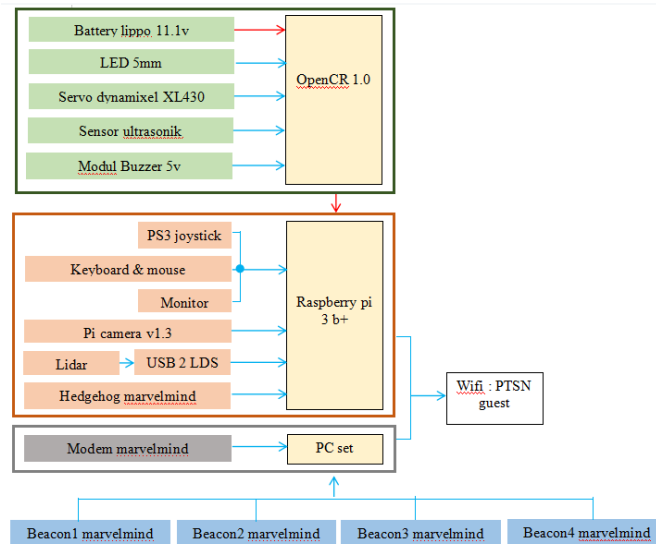 Battery lippo 11.1v
LED 5mm
Servo dynamixel XL430
Sensor ultrasonik
Modul Buzzer 5v
OpenCR 1.0
PS3 joystick
Keyboard & mouse
Monitor
Pi camera v1.3
Lidar
USB 2 LDS
Hedgehog marvelmind
Raspberry pi
3 b+
Wifi : PTSN
guest
Modem marvelmind
PC set
Beacon1 marvelmind
Beacon2 marvelmind
Beacon3 marvelmind
Beacon4 marvelmind